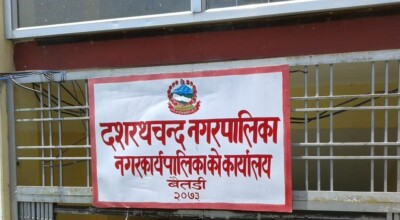 दशरथचन्द नगरपालिका
नगरकार्यपालिकाको कार्यालय
बैतडी
२०७३